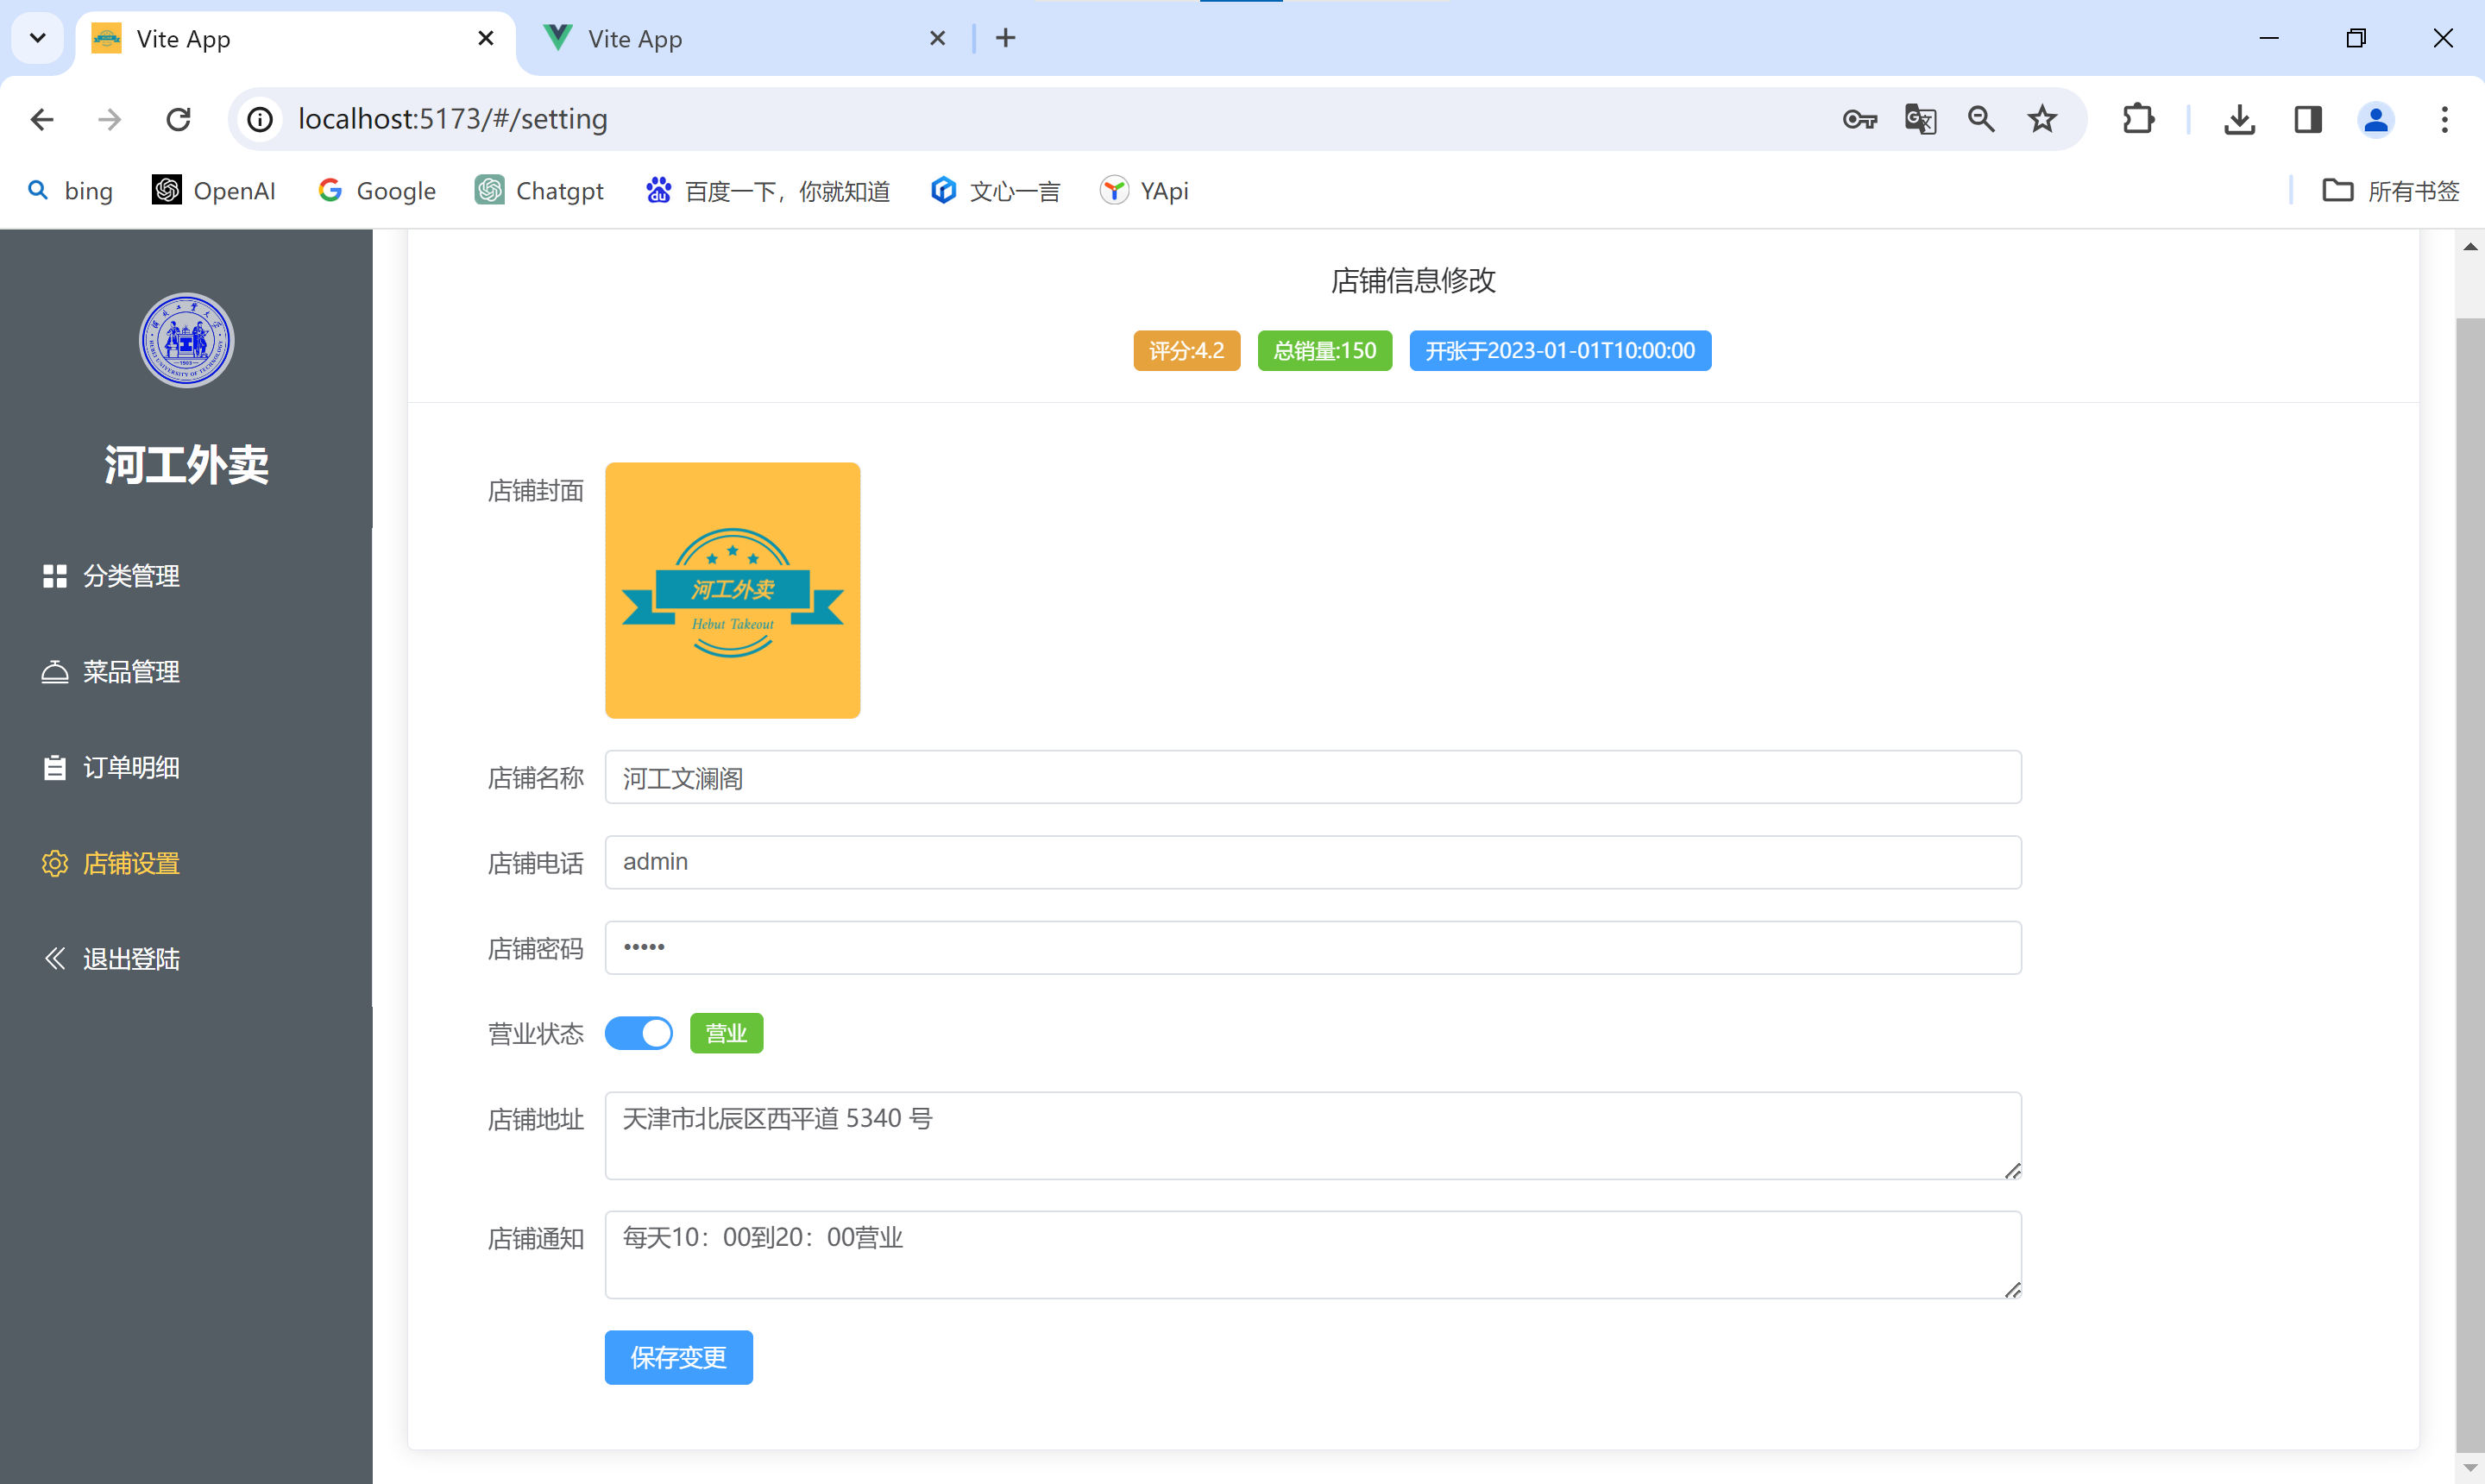 Vite App
Vite App
localhost:5173/#/setting
bing
OpenAI
Google
Chatgpt
百度一下，你就知道
文心一言
YApi
所有书签
河工外卖
分类管理
菜品管理
订单明细
店铺设置
退出登陆
店铺信息修改
评分:4.2
总销量:150
开张于2023-01-01T10:00:00
店铺封面
河工外卖
Hebut Takeout
店铺名称
河工文澜阁
店铺电话
admin
店铺密码
•••••
营业状态
营业
店铺地址
天津市北辰区西平道 5340 号
店铺通知
每天10：00到20：00营业
保存变更